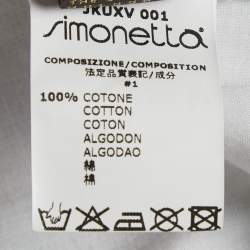 JRUXV 001
simonetta
COMPOSIZIONE/COMPOSITION
法定品質表記/成分
#1
100% COTONE
COTTON
COTON
ALGODON
ALGODAO
綿
棉